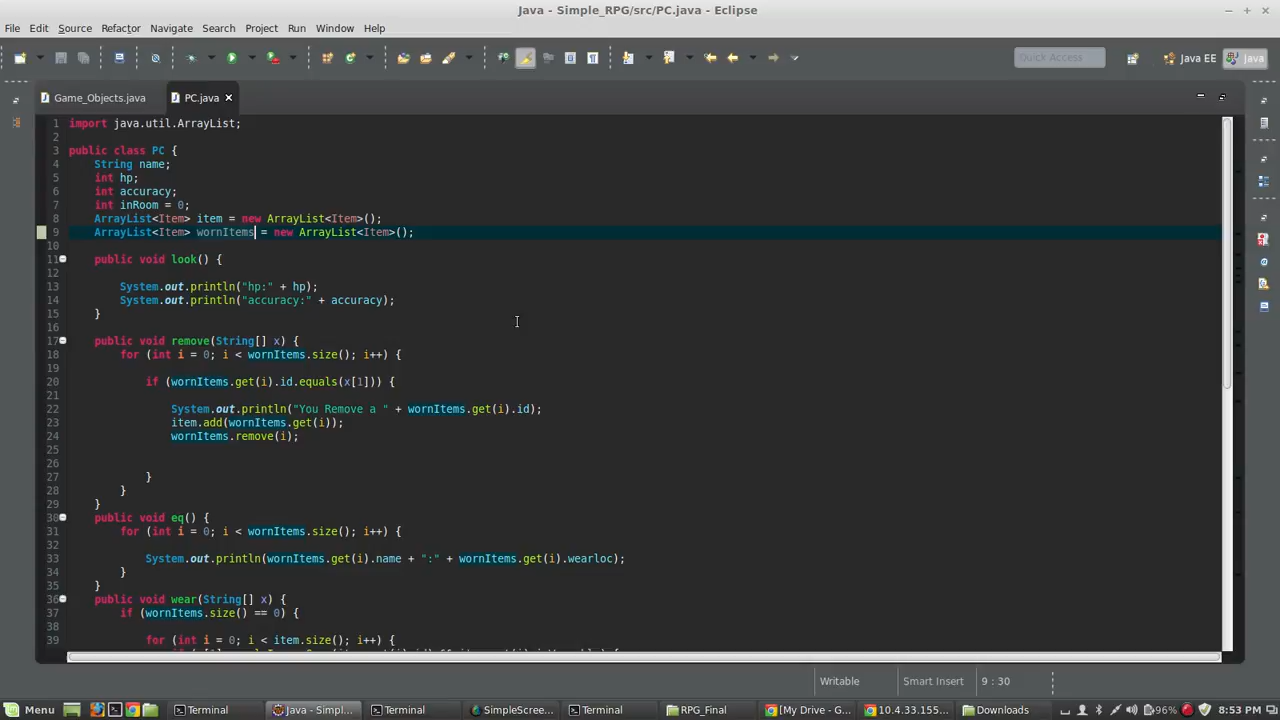 Java - Simple_RPG/src/PC.java - Eclipse
File Edit Source Refactor Navigate Search Project Run Window Help
Quick Access Java EE Java
Game_Objects.java PC.java
1 import java.util.ArrayList;
2
3 public class PC {
4 String name;
5 int hp;
6 int accuracy;
7 int inRoom = 0;
8 ArrayList<Item> item = new ArrayList<Item>();
9 ArrayList<Item> wornItems = new ArrayList<Item>();
10
11 public void look() {
12
13 System.out.println("hp:" + hp);
14 System.out.println("accuracy:" + accuracy);
15 }
16
17 public void remove(String[] x) {
18 for (int i = 0; i < wornItems.size(); i++) {
19
20 if (wornItems.get(i).id.equals(x[1])) {
21
22 System.out.println("You Remove a " + wornItems.get(i).id);
23 item.add(wornItems.get(i));
24 wornItems.remove(i);
25
26
27 }
28 }
29 }
30 public void eq() {
31 for (int i = 0; i < wornItems.size(); i++) {
32
33 System.out.println(wornItems.get(i).name + ":" + wornItems.get(i).wearloc);
34 }
35 }
36 public void wear(String[] x) {
37 if (wornItems.size() == 0) {
38
39 for (int i = 0; i < item.size(); i++) {
Writable Smart Insert 9 : 30
Menu Terminal Java - Simpl... Terminal SimpleScree... Terminal RPG_Final [My Drive - G... 10.4.33.155... Downloads 96% 8:53 PM